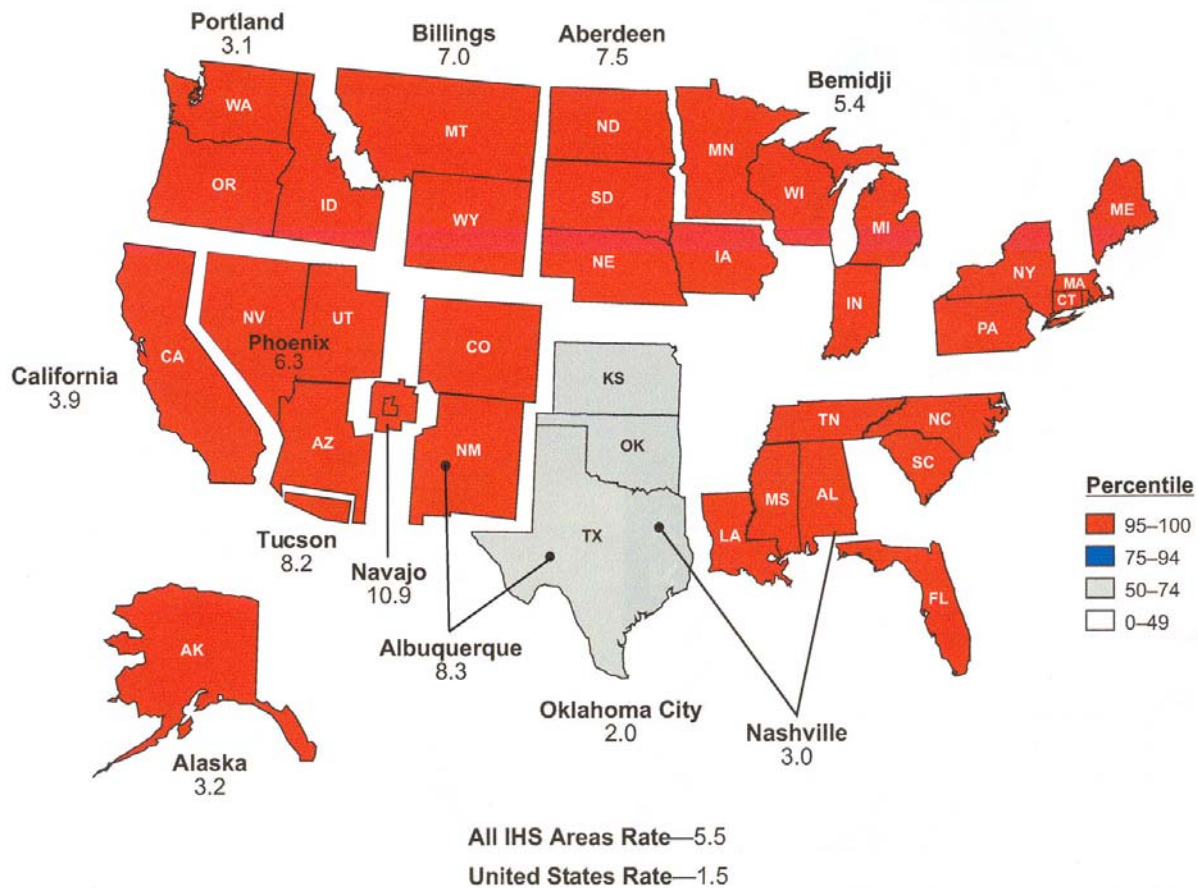 Portland
3.1
Billings
7.0
Aberdeen
7.5
Bemidji
5.4
WA
OR
ID
MT
WY
ND
SD
NE
IA
MN
WI
MI
IN
ME
NY
MA
CT
PA
California
3.9
CA
NV
UT
Phoenix
6.3
AZ
CO
NM
KS
OK
TX
TN
NC
SC
MS
AL
LA
FL
Tucson
8.2
Navajo
10.9
Albuquerque
8.3
Oklahoma City
2.0
Nashville
3.0
AK
Alaska
3.2
Percentile
95–100
75–94
50–74
0–49
All IHS Areas Rate—5.5
United States Rate—1.5